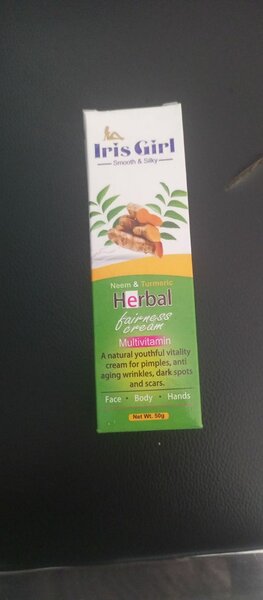 Iris Girl
Smooth & Silky
Neem & Turmeric
Herbal
fairness
cream
Multivitamin
A natural youthful vitality
cream for pimples, anti
aging wrinkles, dark spots
and scars.
Face • Body • Hands
Net Wt. 50g